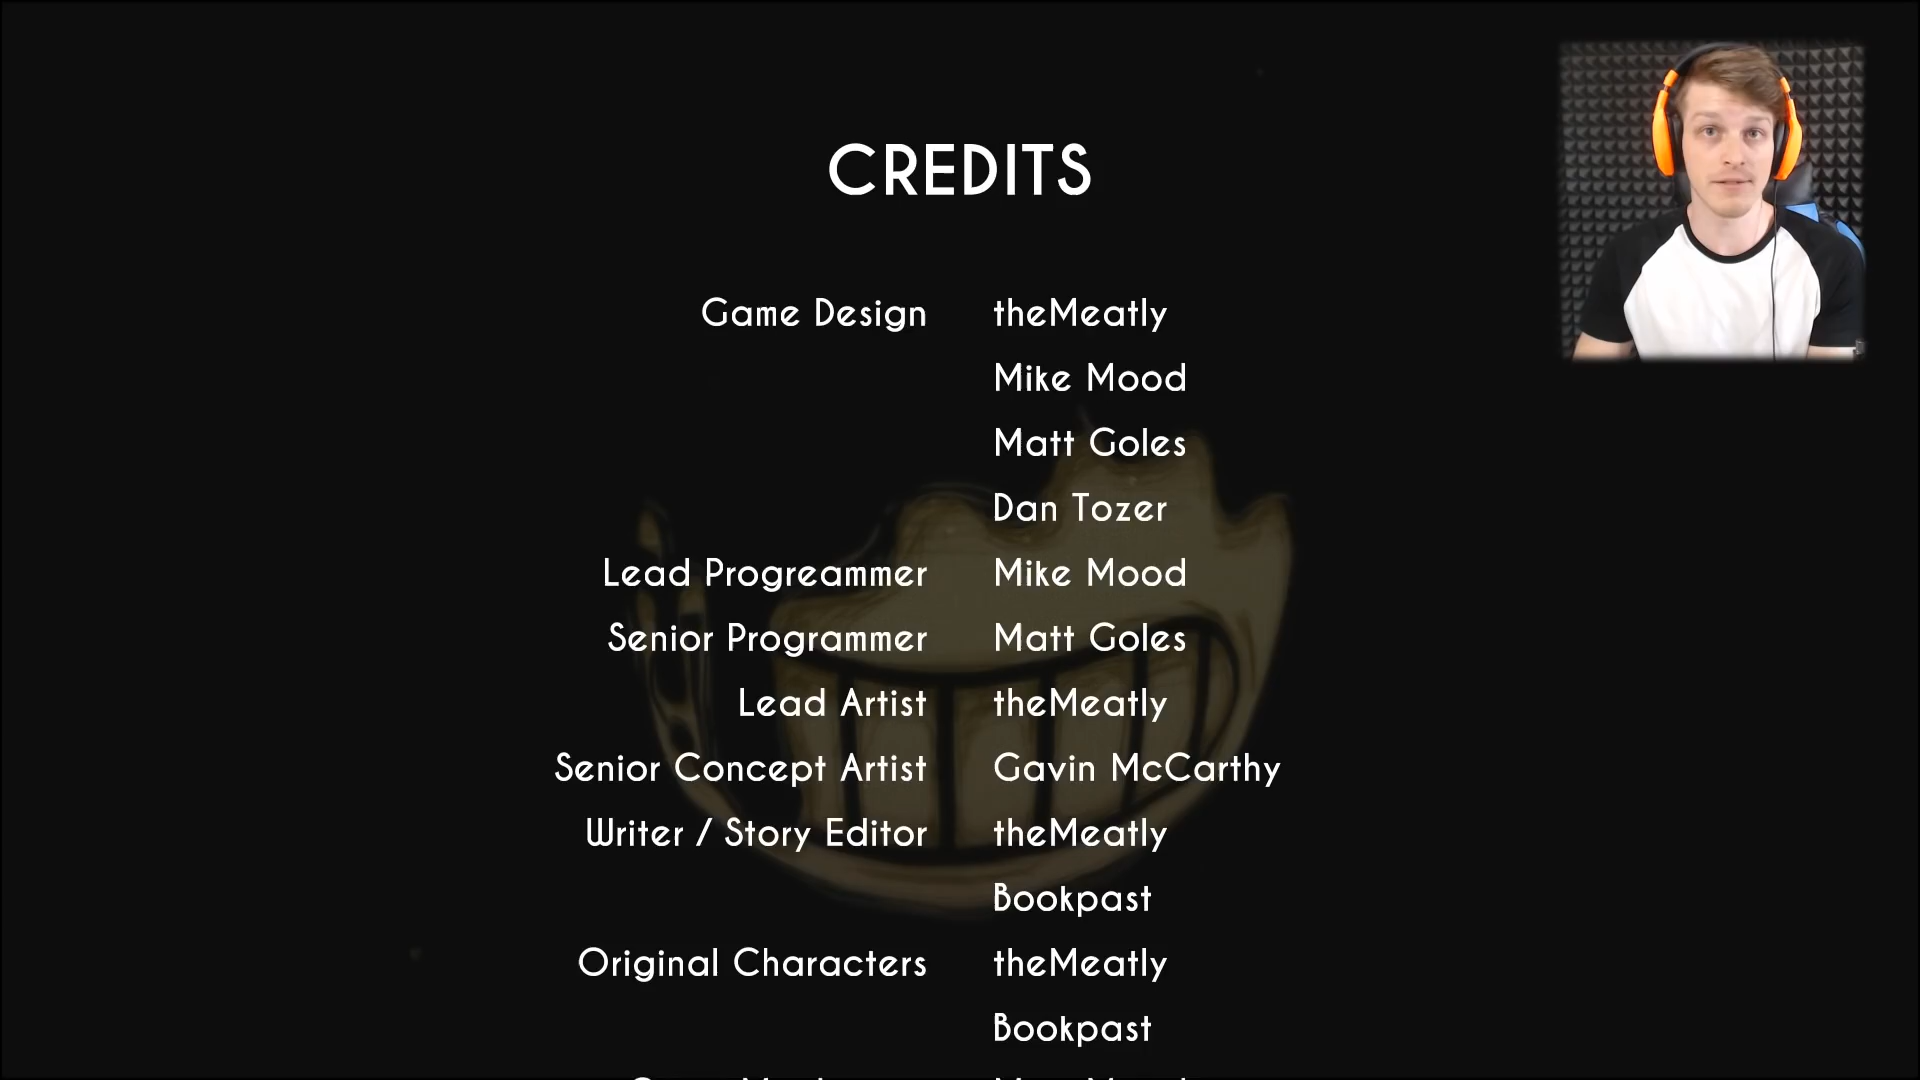 CREDITS
Game Design theMeatly
Mike Mood
Matt Goles
Dan Tozer
Lead Progreammer Mike Mood
Senior Programmer Matt Goles
Lead Artist theMeatly
Senior Concept Artist Gavin McCarthy
Writer / Story Editor theMeatly
Bookpast
Original Characters theMeatly
Bookpast